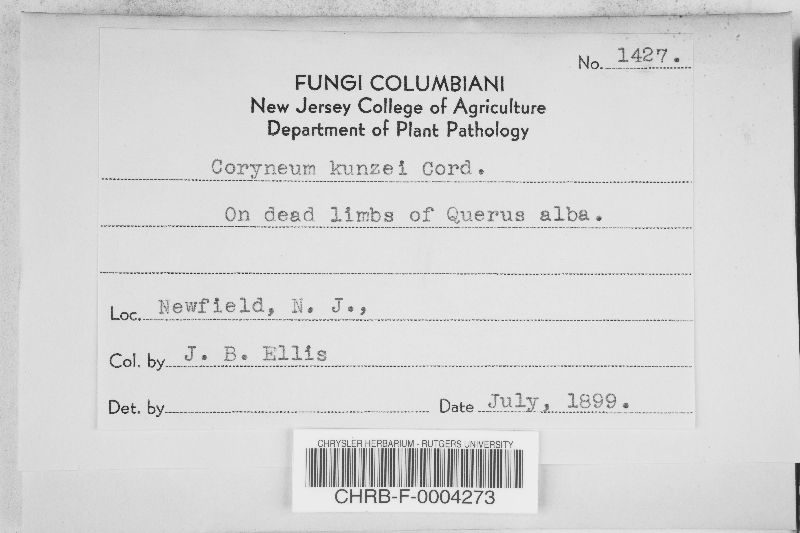 No. 1427.
FUNGI COLUMBIANI
New Jersey College of Agriculture
Department of Plant Pathology
Coryneum kunzei Cord.
On dead limbs of Querus alba.
Loc. Newfield, N. J.,
Col. by J. B. Ellis
Det. by Date July, 1899.
CHRYSLER HERBARIUM - RUTGERS UNIVERSITY
CHRB-F-0004273